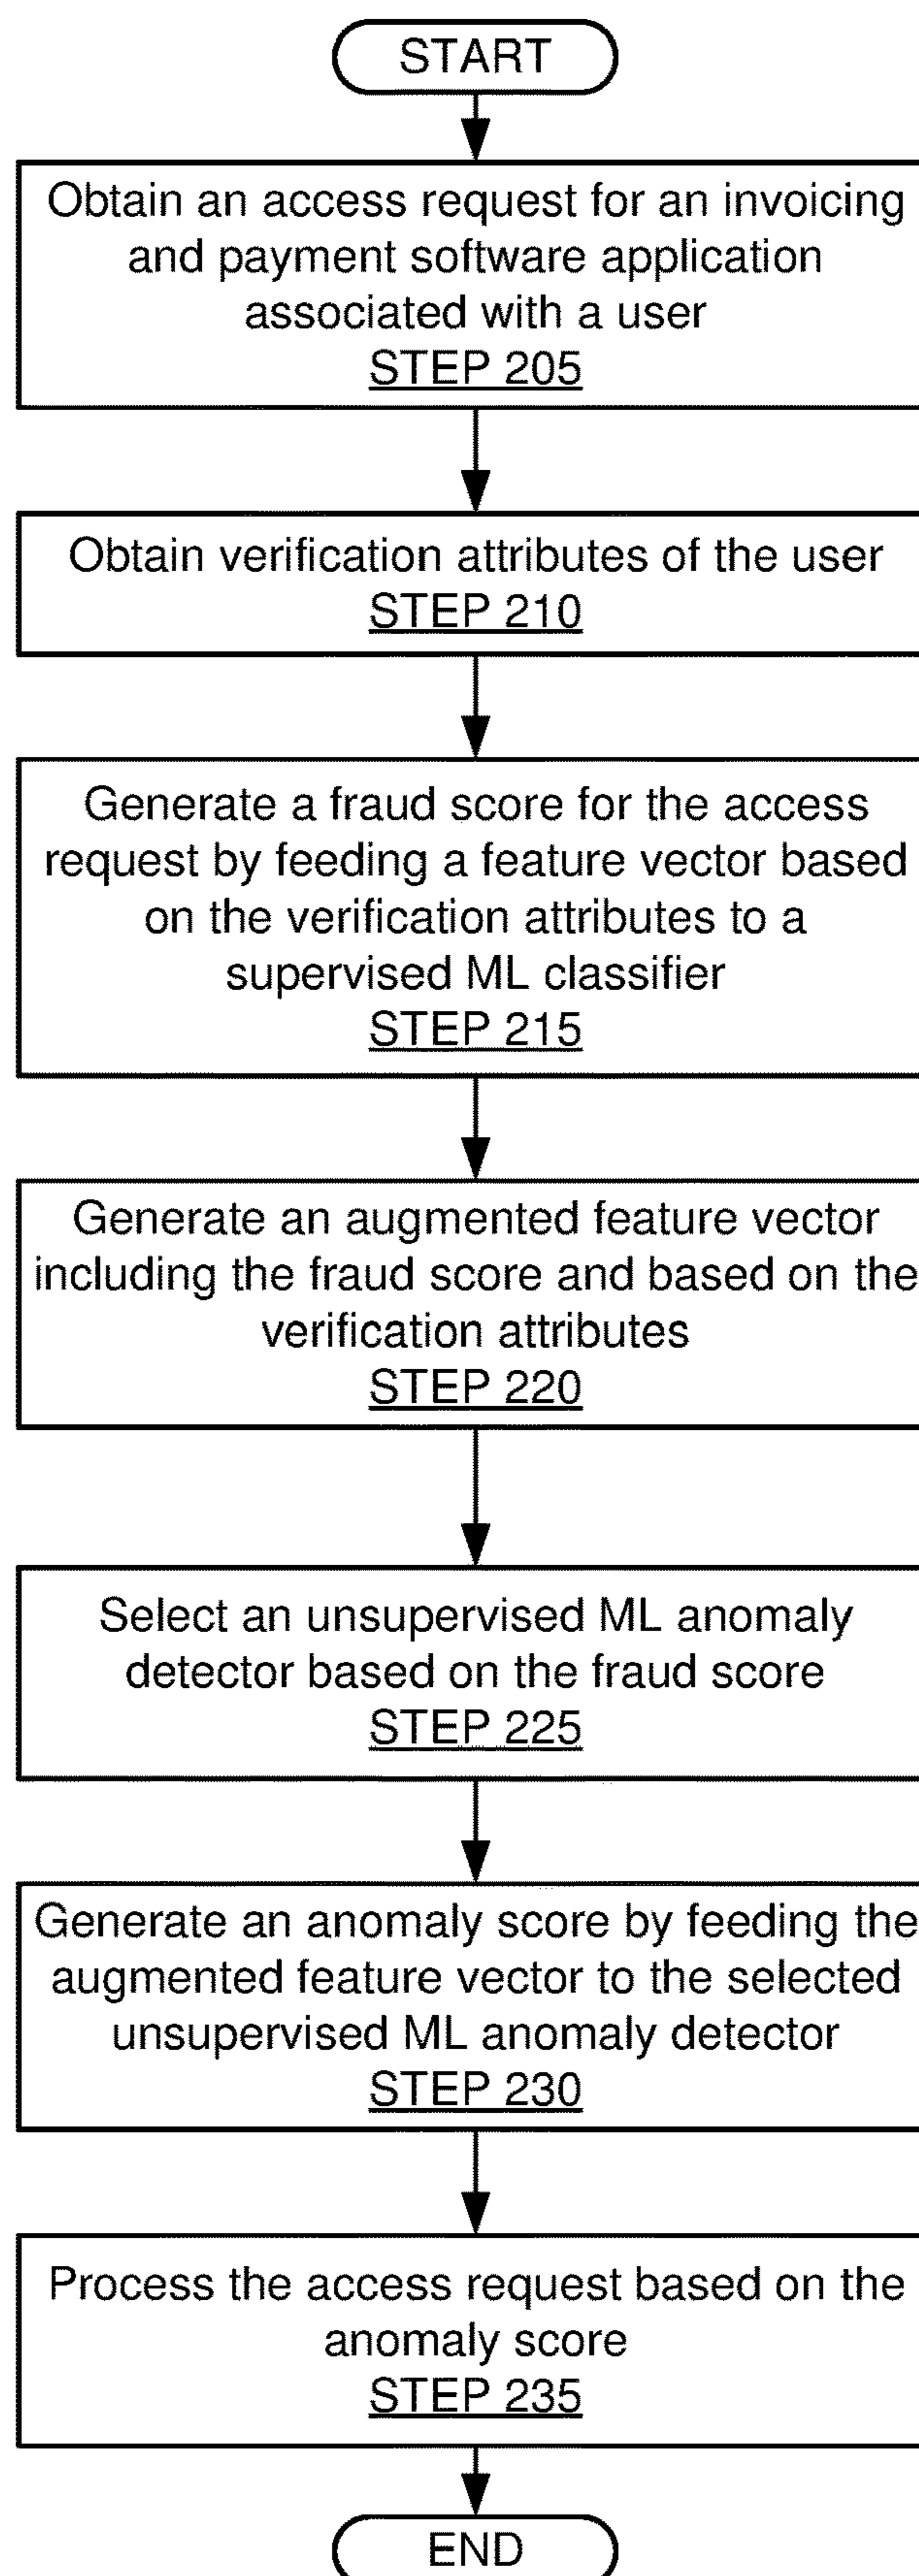 START
Obtain an access request for an invoicing
and payment software application
associated with a user
STEP 205
Obtain verification attributes of the user
STEP 210
Generate a fraud score for the access
request by feeding a feature vector based
on the verification attributes to a
supervised ML classifier
STEP 215
Generate an augmented feature vector
including the fraud score and based on the
verification attributes
STEP 220
Select an unsupervised ML anomaly
detector based on the fraud score
STEP 225
Generate an anomaly score by feeding the
augmented feature vector to the selected
unsupervised ML anomaly detector
STEP 230
Process the access request based on the
anomaly score
STEP 235
END